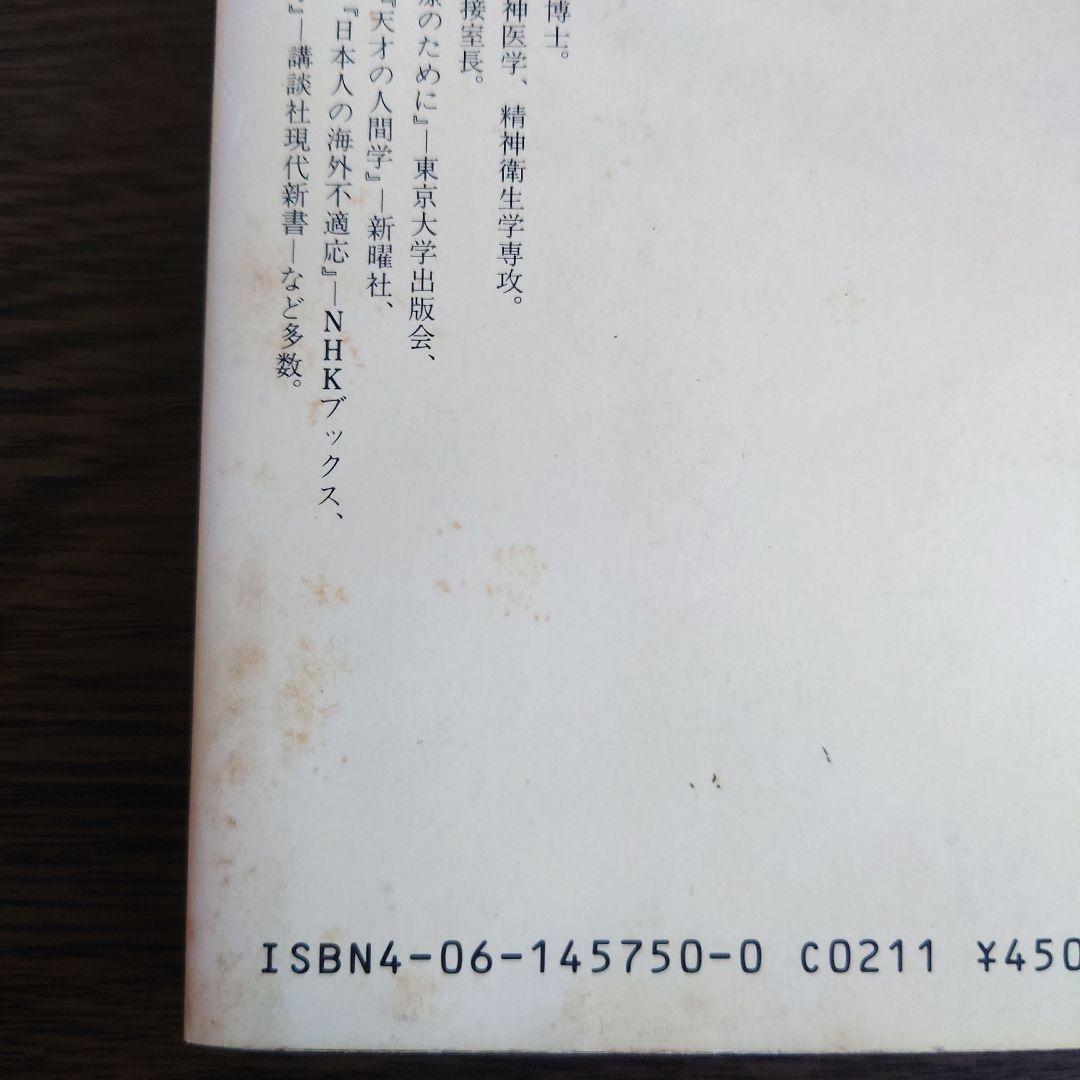 博士。
神医学、精神衛生学専攻。
接室長。
療のために』―東京大学出版会、
『天才の人間学』―新曜社、
『日本人の海外不適応』―NHKブックス、
』―講談社現代新書―など多数。
ISBN4-06-145750-0 C0211 ¥450